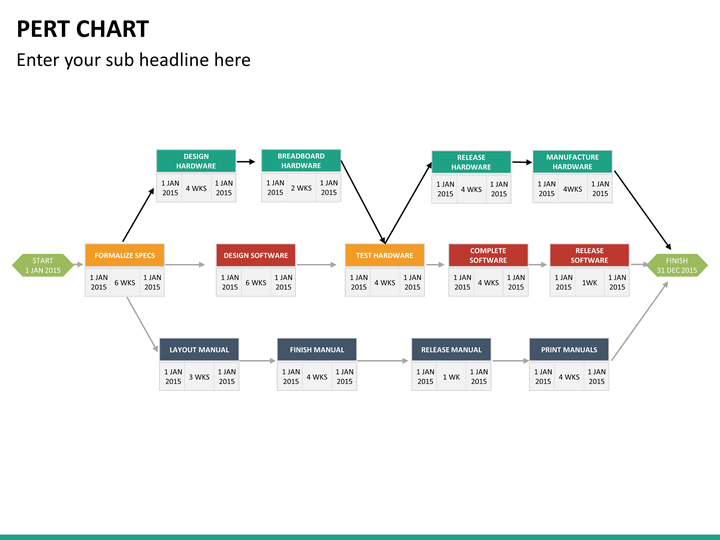 PERT CHART
Enter your sub headline here
DESIGN
HARDWARE
1 JAN
2015
4 WKS
1 JAN
2015
BREADBOARD
HARDWARE
1 JAN
2015
2 WKS
1 JAN
2015
RELEASE
HARDWARE
1 JAN
2015
4 WKS
1 JAN
2015
MANUFACTURE
HARDWARE
1 JAN
2015
4WKS
1 JAN
2015
START
1 JAN 2015
FORMALIZE SPECS
1 JAN
2015
6 WKS
1 JAN
2015
DESIGN SOFTWARE
1 JAN
2015
6 WKS
1 JAN
2015
TEST HARDWARE
1 JAN
2015
4 WKS
1 JAN
2015
COMPLETE
SOFTWARE
1 JAN
2015
4 WKS
1 JAN
2015
RELEASE
SOFTWARE
1 JAN
2015
1WK
1 JAN
2015
FINISH
31 DEC 2015
LAYOUT MANUAL
1 JAN
2015
3 WKS
1 JAN
2015
FINISH MANUAL
1 JAN
2015
4 WKS
1 JAN
2015
RELEASE MANUAL
1 JAN
2015
1 WK
1 JAN
2015
PRINT MANUALS
1 JAN
2015
4 WKS
1 JAN
2015